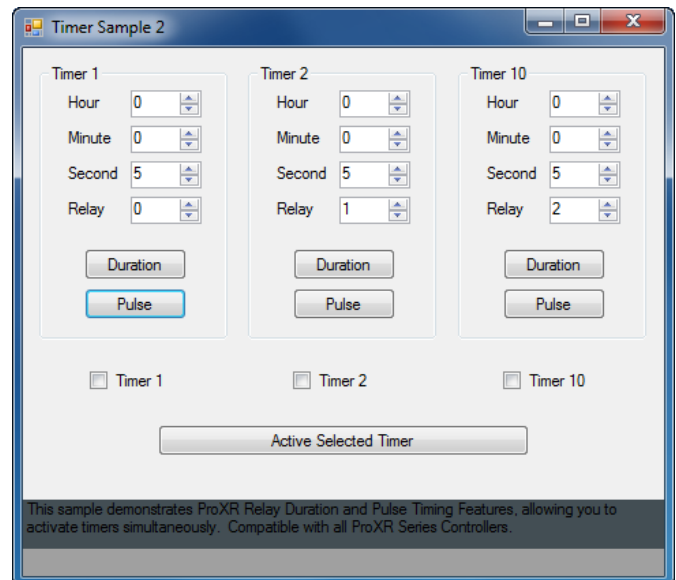 Timer Sample 2
Timer 1 Timer 2 Timer 10
Hour 0 Hour 0 Hour 0
Minute 0 Minute 0 Minute 0
Second 5 Second 5 Second 5
Relay 0 Relay 1 Relay 2
Duration Duration Duration
Pulse Pulse Pulse
Timer 1 Timer 2 Timer 10
Active Selected Timer
This sample demonstrates ProXR Relay Duration and Pulse Timing Features, allowing you to
activate timers simultaneously. Compatible with all ProXR Series Controllers.